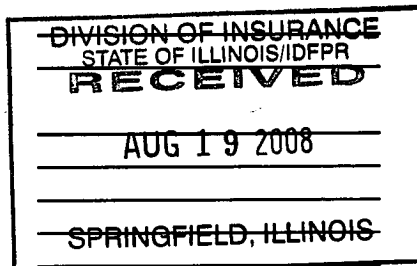 DIVISION OF INSURANCE
STATE OF ILLINOIS/IDFPR
RECEIVED
AUG 19 2008
SPRINGFIELD, ILLINOIS